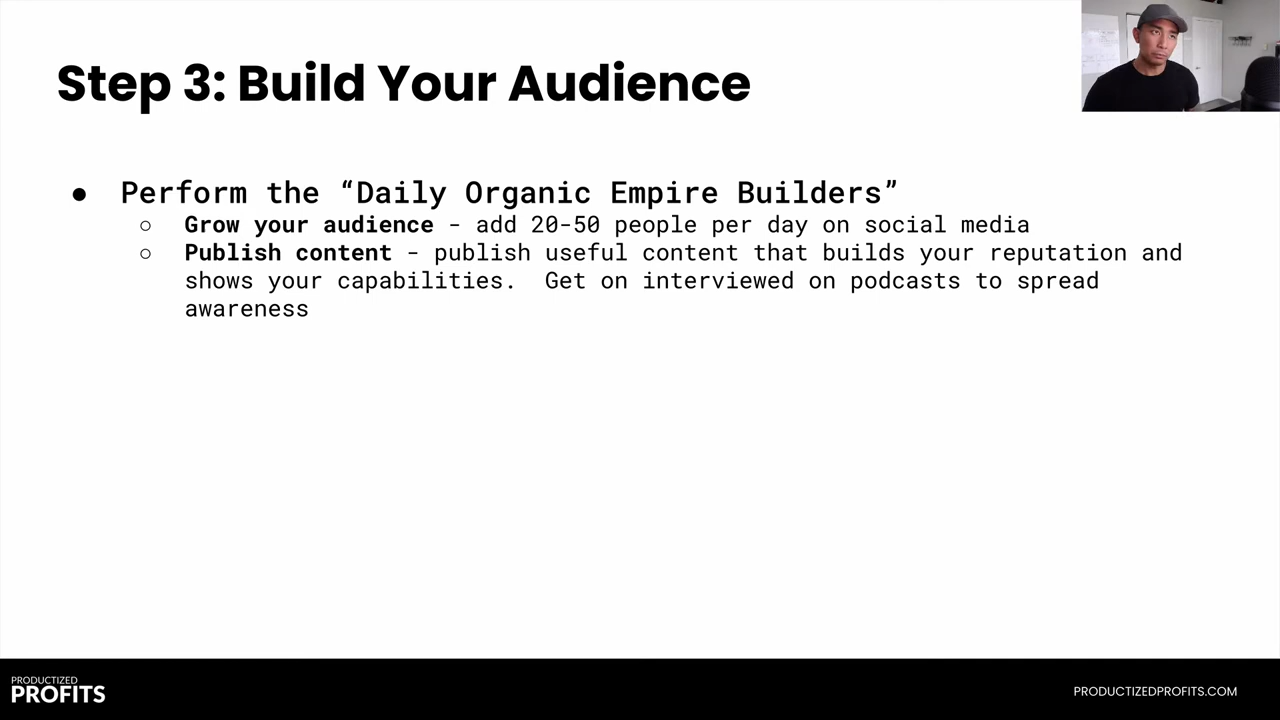 Step 3: Build Your Audience
● Perform the “Daily Organic Empire Builders”
○ Grow your audience - add 20-50 people per day on social media
○ Publish content - publish useful content that builds your reputation and
shows your capabilities.  Get on interviewed on podcasts to spread
awareness
PRODUCTIZED
PROFITS
PRODUCTIZEDPROFITS.COM